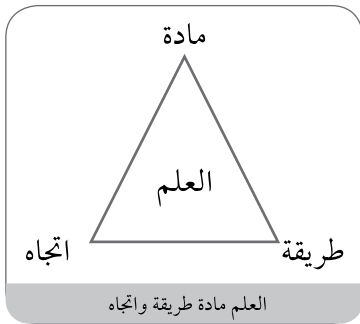 مادة
العلم
طريقة
اتجاه
العلم مادة طريقة واتجاه